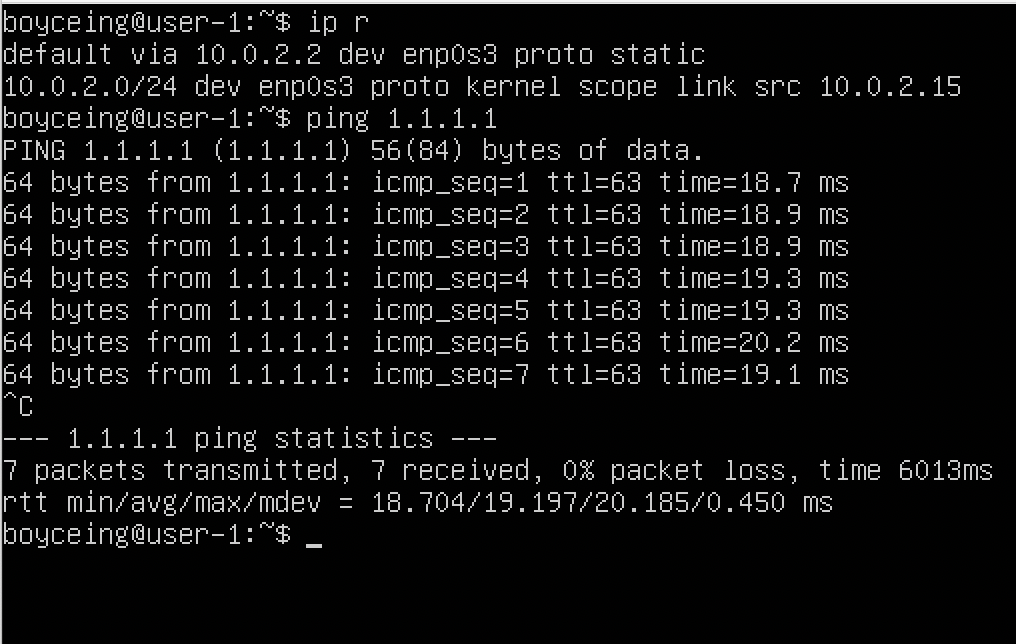 boyceing@user-1:~$ ip r
default via 10.0.2.2 dev enp0s3 proto static
10.0.2.0/24 dev enp0s3 proto kernel scope link src 10.0.2.15
boyceing@user-1:~$ ping 1.1.1.1
PING 1.1.1.1 (1.1.1.1) 56(84) bytes of data.
64 bytes from 1.1.1.1: icmp_seq=1 ttl=63 time=18.7 ms
64 bytes from 1.1.1.1: icmp_seq=2 ttl=63 time=18.9 ms
64 bytes from 1.1.1.1: icmp_seq=3 ttl=63 time=18.9 ms
64 bytes from 1.1.1.1: icmp_seq=4 ttl=63 time=19.3 ms
64 bytes from 1.1.1.1: icmp_seq=5 ttl=63 time=19.3 ms
64 bytes from 1.1.1.1: icmp_seq=6 ttl=63 time=20.2 ms
64 bytes from 1.1.1.1: icmp_seq=7 ttl=63 time=19.1 ms
^C
--- 1.1.1.1 ping statistics ---
7 packets transmitted, 7 received, 0% packet loss, time 6013ms
rtt min/avg/max/mdev = 18.704/19.197/20.185/0.450 ms
boyceing@user-1:~$ _